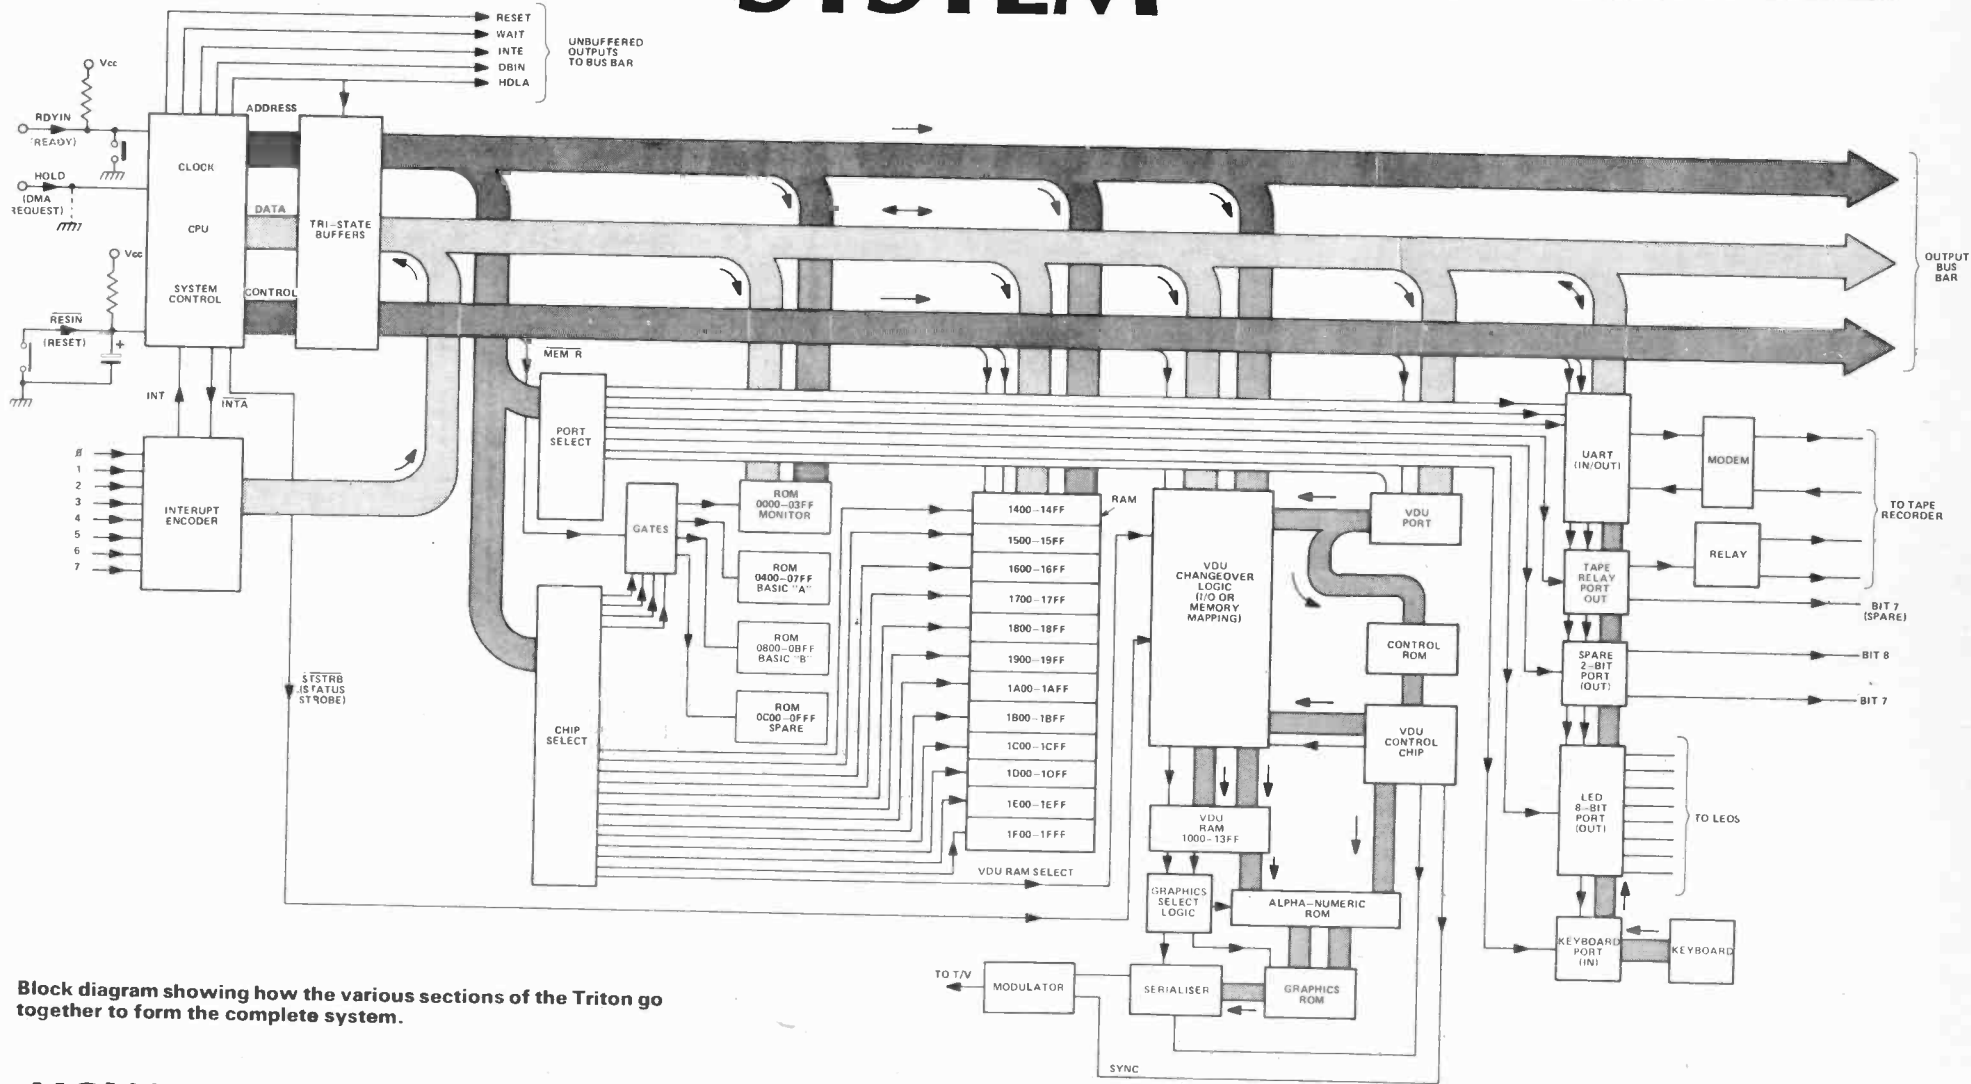 SYSTEM
RESET
WAIT
INTE
DBIN
HDLA
UNBUFFERED
OUTPUTS
TO BUS BAR
Vcc
RDYIN
(READY)
HOLD
(DMA
REQUEST)
Vcc
RESIN
(RESET)
+
ADDRESS
DATA
CONTROL
CLOCK
CPU
SYSTEM
CONTROL
TRI-STATE
BUFFERS
OUTPUT
BUS
BAR
MEM R
INT
INTA
0
1
2
3
4
5
6
7
INTERUPT
ENCODER
STSTRB
(STATUS
STROBE)
PORT
SELECT
GATES
CHIP
SELECT
ROM
0000-03FF
MONITOR
ROM
0400-07FF
BASIC "A"
ROM
0800-0BFF
BASIC "B"
ROM
0C00-0FFF
SPARE
RAM
1400-14FF
1500-15FF
1600-16FF
1700-17FF
1800-18FF
1900-19FF
1A00-1AFF
1B00-1BFF
1C00-1CFF
1D00-1DFF
1E00-1EFF
1F00-1FFF
VDU RAM SELECT
VDU
CHANGEOVER
LOGIC
(I/O OR
MEMORY
MAPPING)
VDU
PORT
CONTROL
ROM
VDU
CONTROL
CHIP
VDU
RAM
1000-13FF
GRAPHICS
SELECT
LOGIC
ALPHA-NUMERIC
ROM
GRAPHICS
ROM
SERIALISER
MODULATOR
TO T/V
SYNC
UART
(IN/OUT)
MODEM
RELAY
TO TAPE
RECORDER
TAPE
RELAY
PORT
OUT
BIT 7
(SPARE)
SPARE
2-BIT
PORT
(OUT)
BIT 8
BIT 7
LED
8-BIT
PORT
(OUT)
TO LEDS
KEYBOARD
PORT
(IN)
KEYBOARD
Block diagram showing how the various sections of the Triton go
together to form the complete system.